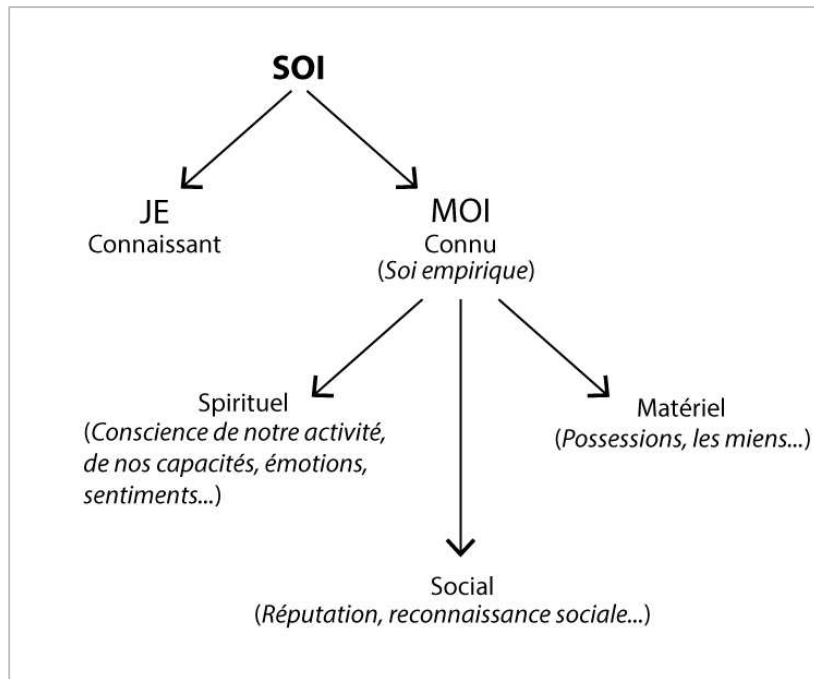 SOI
JE
Connaissant
MOI
Connu
(Soi empirique)
Spirituel
(Conscience de notre activité,
de nos capacités, émotions,
sentiments...)
Matériel
(Possessions, les miens...)
Social
(Réputation, reconnaissance sociale...)